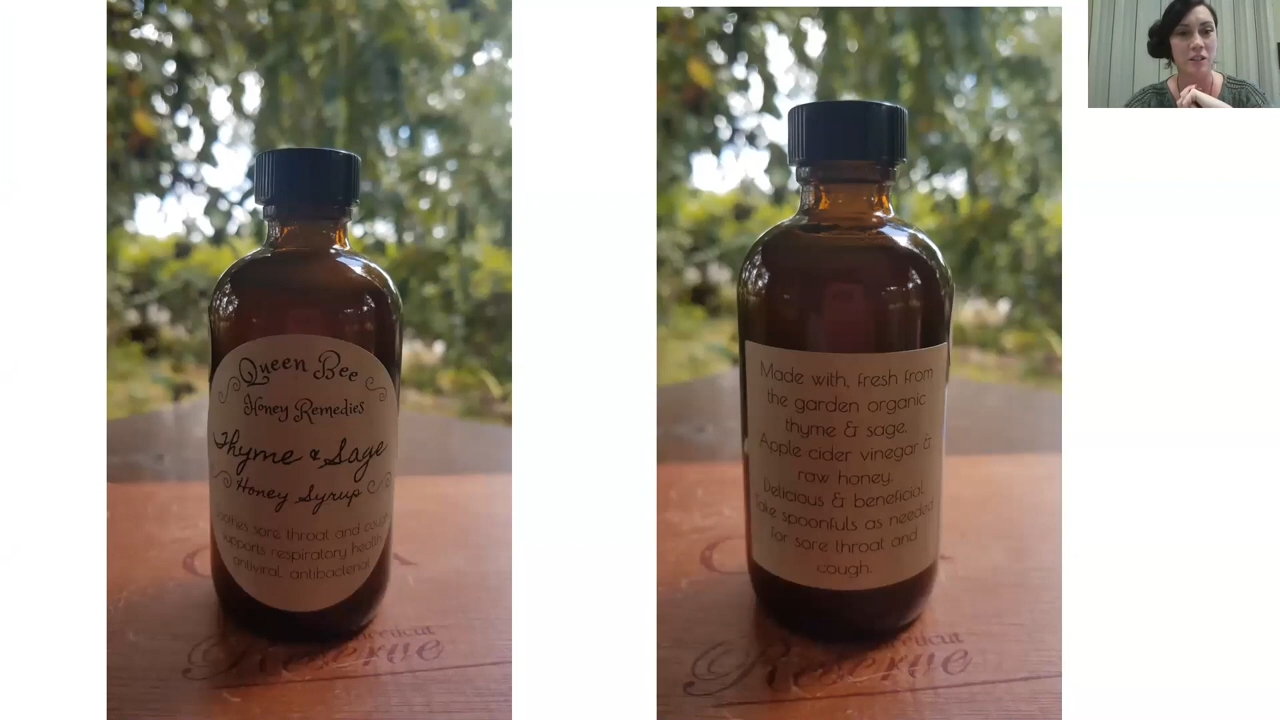 Queen Bee
Honey Remedies
Thyme & Sage
Honey Syrup
sore throat and cough
supports respiratory health
antiviral, antibacterial
Reserve
Made with, fresh from
the garden organic
thyme & sage.
Apple cider vinegar &
raw honey.
Delicious & beneficial.
Take spoonfuls as needed
for sore throat and
cough.
Reserve